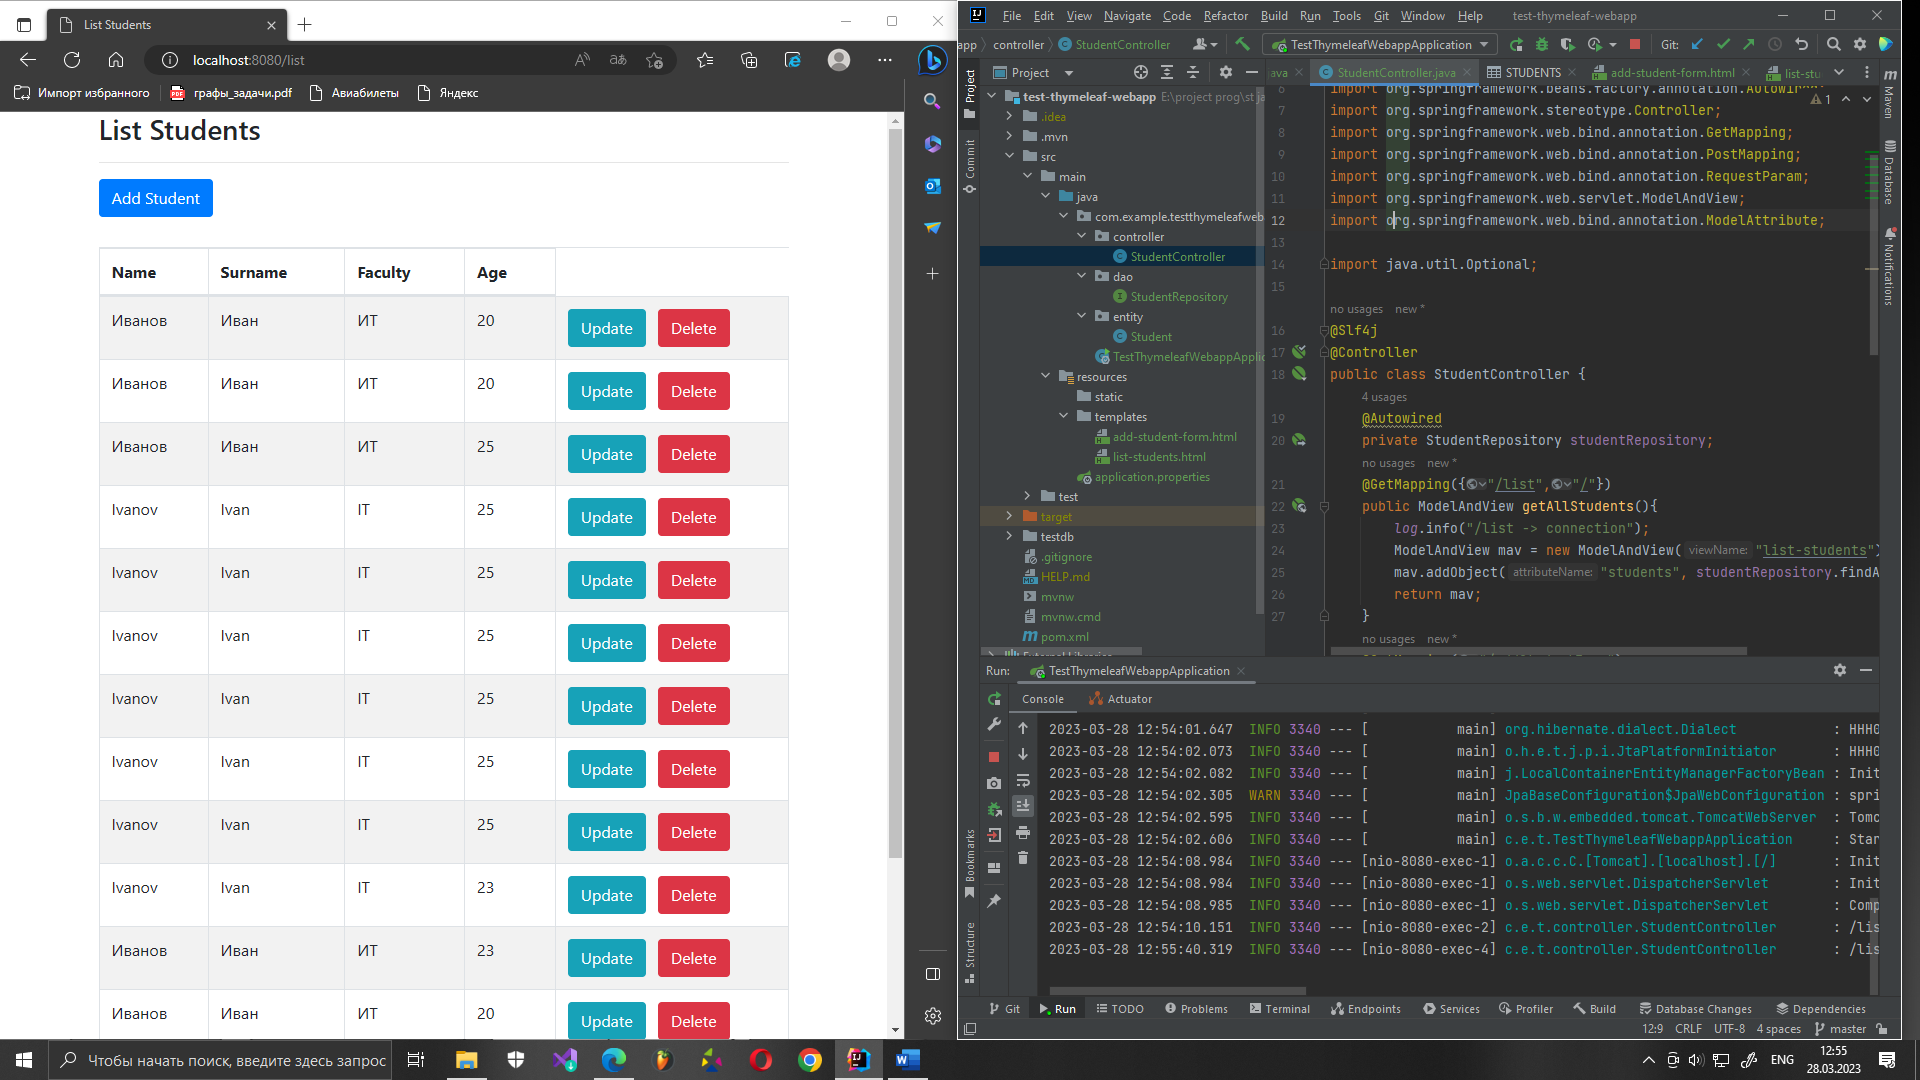 List Students
localhost:8080/list
Импорт избранного
графы_задачи.pdf
Авиабилеты
Яндекс
List Students
Add Student
Name Surname Faculty Age
Иванов Иван ИТ 20 Update Delete
Иванов Иван ИТ 20 Update Delete
Иванов Иван ИТ 25 Update Delete
Ivanov Ivan IT 25 Update Delete
Ivanov Ivan IT 25 Update Delete
Ivanov Ivan IT 25 Update Delete
Ivanov Ivan IT 25 Update Delete
Ivanov Ivan IT 25 Update Delete
Ivanov Ivan IT 25 Update Delete
Ivanov Ivan IT 23 Update Delete
Иванов Иван ИТ 23 Update Delete
Иванов Иван ИТ 20 Update Delete
File Edit View Navigate Code Refactor Build Run Tools Git Window Help test-thymeleaf-webapp
app controller StudentController TestThymeleafWebappApplication Git:
Project
StudentController.java STUDENTS add-student-form.html list-stu
test-thymeleaf-webapp E:\project prog\st ja
.idea
.mvn
src
main
java
com.example.testthymeleafweb
controller
StudentController
dao
StudentRepository
entity
Student
TestThymeleafWebappApplic
resources
static
templates
add-student-form.html
list-students.html
application.properties
test
target
testdb
.gitignore
HELP.md
mvnw
mvnw.cmd
pom.xml
External Libraries
Project
Commit
Bookmarks
Structure
Maven
Database
Notifications
1
6 import org.springframework.beans.factory.annotation.Autowired;
7 import org.springframework.stereotype.Controller;
8 import org.springframework.web.bind.annotation.GetMapping;
9 import org.springframework.web.bind.annotation.PostMapping;
10 import org.springframework.web.bind.annotation.RequestParam;
11 import org.springframework.web.servlet.ModelAndView;
12 import org.springframework.web.bind.annotation.ModelAttribute;
13
14 import java.util.Optional;
15
no usages new *
16 @Slf4j
17 @Controller
18 public class StudentController {
4 usages
19 @Autowired
20 private StudentRepository studentRepository;
no usages new *
21 @GetMapping({"/list","/"})
22 public ModelAndView getAllStudents(){
23 log.info("/list -> connection");
24 ModelAndView mav = new ModelAndView( viewName: "list-students")
25 mav.addObject( attributeName: "students", studentRepository.findA
26 return mav;
27 }
no usages new *
Run: TestThymeleafWebappApplication
Console Actuator
2023-03-28 12:54:01.647 INFO 3340 --- [ main] org.hibernate.dialect.Dialect : HHH0
2023-03-28 12:54:02.073 INFO 3340 --- [ main] o.h.e.t.j.p.i.JtaPlatformInitiator : HHH0
2023-03-28 12:54:02.082 INFO 3340 --- [ main] j.LocalContainerEntityManagerFactoryBean : Init
2023-03-28 12:54:02.305 WARN 3340 --- [ main] JpaBaseConfiguration$JpaWebConfiguration : spri
2023-03-28 12:54:02.595 INFO 3340 --- [ main] o.s.b.w.embedded.tomcat.TomcatWebServer : Tomc
2023-03-28 12:54:02.606 INFO 3340 --- [ main] c.e.t.TestThymeleafWebappApplication : Star
2023-03-28 12:54:08.984 INFO 3340 --- [nio-8080-exec-1] o.a.c.c.C.[Tomcat].[localhost].[/] : Init
2023-03-28 12:54:08.984 INFO 3340 --- [nio-8080-exec-1] o.s.web.servlet.DispatcherServlet : Init
2023-03-28 12:54:08.985 INFO 3340 --- [nio-8080-exec-1] o.s.web.servlet.DispatcherServlet : Comp
2023-03-28 12:54:10.151 INFO 3340 --- [nio-8080-exec-2] c.e.t.controller.StudentController : /lis
2023-03-28 12:55:40.319 INFO 3340 --- [nio-8080-exec-4] c.e.t.controller.StudentController : /lis
Git Run TODO Problems Terminal Endpoints Services Profiler Build Database Changes Dependencies
12:9 CRLF UTF-8 4 spaces master
Чтобы начать поиск, введите здесь запрос
ENG
12:55
28.03.2023